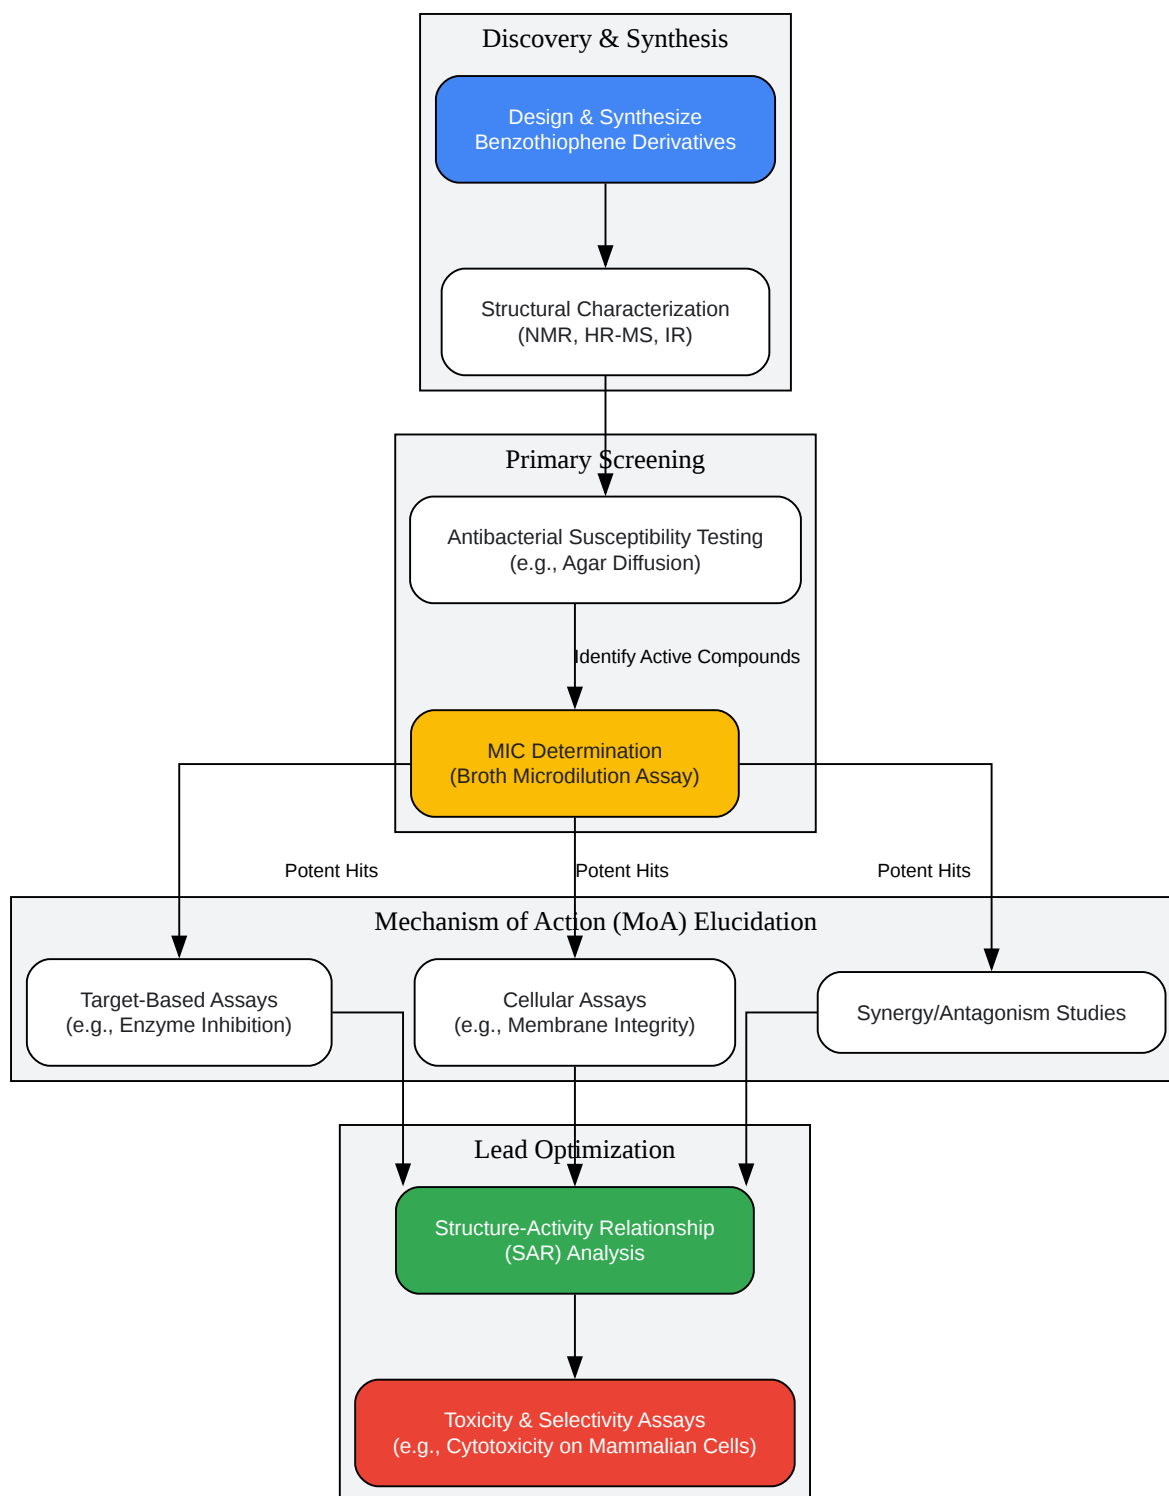 Discovery & Synthesis
Design & Synthesize
Benzothiophene Derivatives
Structural Characterization
(NMR, HR-MS, IR)
Primary Screening
Antibacterial Susceptibility Testing
(e.g., Agar Diffusion)
Identify Active Compounds
MIC Determination
(Broth Microdilution Assay)
Potent Hits
Potent Hits
Potent Hits
Mechanism of Action (MoA) Elucidation
Target-Based Assays
(e.g., Enzyme Inhibition)
Cellular Assays
(e.g., Membrane Integrity)
Synergy/Antagonism Studies
Lead Optimization
Structure-Activity Relationship
(SAR) Analysis
Toxicity & Selectivity Assays
(e.g., Cytotoxicity on Mammalian Cells)